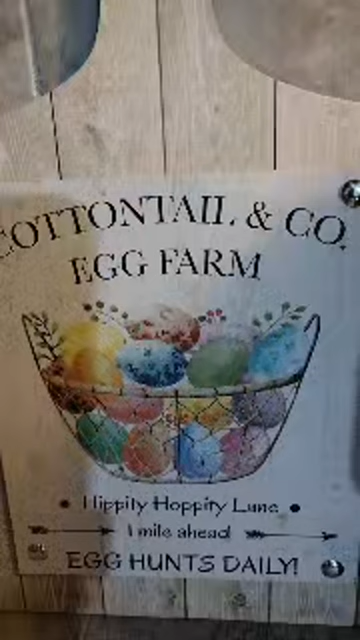 COTTONTAIL & CO.
EGG FARM
• Hippity Hoppity Lane •
1 mile ahead
EGG HUNTS DAILY!